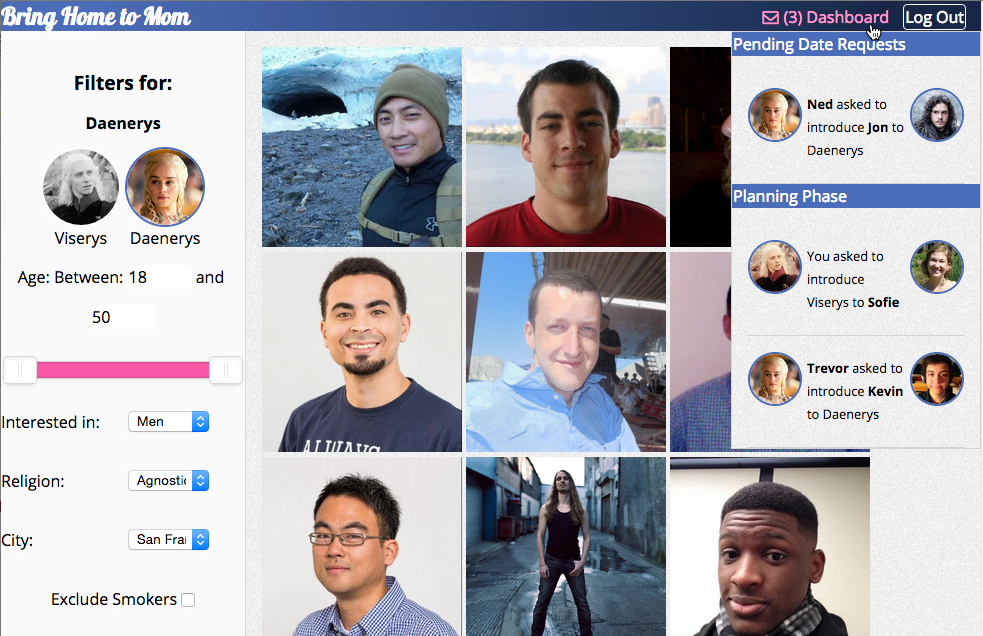 Bring Home to Mom
(3) Dashboard
Log Out
Filters for:
Daenerys
Viserys
Daenerys
Age: Between: 18 and
50
Interested in: Men
Religion: Agnostic
City: San Fra
Exclude Smokers
ALWAYS
Pending Date Requests
Ned asked to
introduce Jon to
Daenerys
Planning Phase
You asked to
introduce
Viserys to Sofie
Trevor asked to
introduce Kevin
to Daenerys